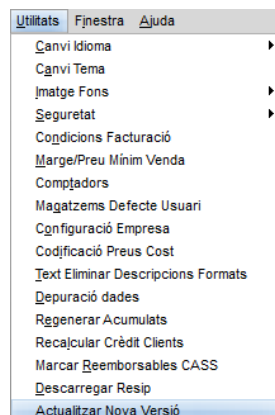 Utilitats Finestra Ajuda
Canvi Idioma
Canvi Tema
Imatge Fons
Seguretat
Condicions Facturació
Marge/Preu Mínim Venda
Comptadors
Magatzems Defecte Usuari
Configuració Empresa
Codificació Preus Cost
Text Eliminar Descripcions Formats
Depuració dades
Regenerar Acumulats
Recalcular Crèdit Clients
Marcar Reemborsables CASS
Descarregar Resip
Actualitzar Nova Versió